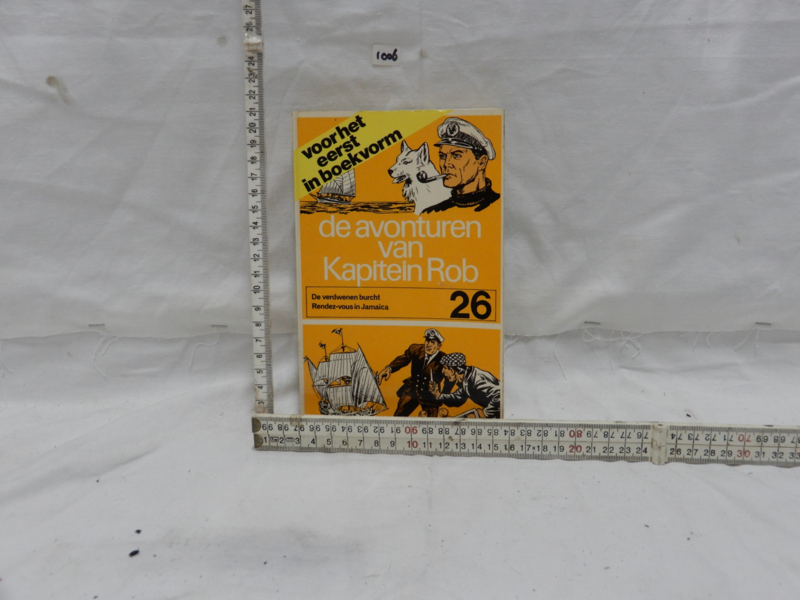 1006
voor het
eerst
in boekvorm
de avonturen
van
Kapitein Rob
De verdwenen burcht
Rendez-vous in Jamaica
26